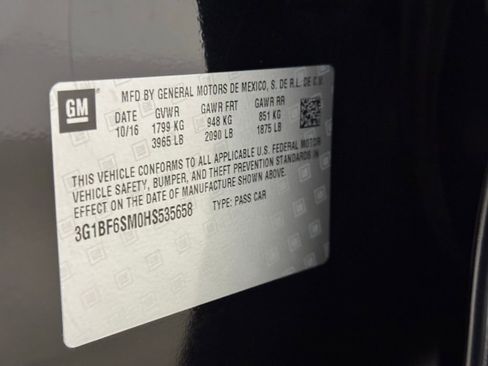 GM
MFD BY GENERAL MOTORS DE MEXICO, S. DE R.L. DE C.V.
DATE GVWR GAWR FRT GAWR RR
10/16 1799 KG 948 KG 851 KG
3965 LB 2090 LB 1875 LB
THIS VEHICLE CONFORMS TO ALL APPLICABLE U.S. FEDERAL MOTOR
VEHICLE SAFETY, BUMPER, AND THEFT PREVENTION STANDARDS IN
EFFECT ON THE DATE OF MANUFACTURE SHOWN ABOVE.
3G1BF6SM0HS535658 TYPE: PASS CAR